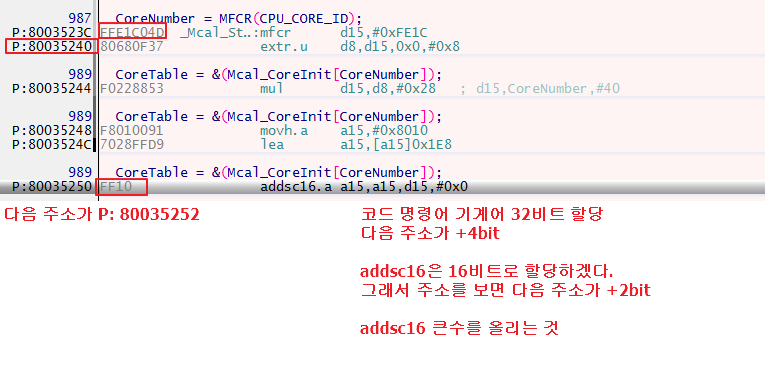 987 CoreNumber = MFCR(CPU_CORE_ID);
P:8003523C FFE1C04D _Mcal_St..:mfcr d15,#0xFE1C
P:80035240 80680F37 extr.u d8,d15,0x0,#0x8
989 CoreTable = &(Mcal_CoreInit[CoreNumber]);
P:80035244 F0228853 mul d15,d8,#0x28 ; d15,CoreNumber,#40
989 CoreTable = &(Mcal_CoreInit[CoreNumber]);
P:80035248 F8010091 movh.a a15,#0x8010
P:8003524C 7028FFD9 lea a15,[a15]0x1E8
989 CoreTable = &(Mcal_CoreInit[CoreNumber]);
P:80035250 FF10 addsc16.a a15,a15,d15,#0x0
다음 주소가 P: 80035252
코드 명령어 기계어 32비트 할당
다음 주소가 +4bit
addsc16은 16비트로 할당하겠다.
그래서 주소를 보면 다음 주소가 +2bit
addsc16 큰수를 올리는 것